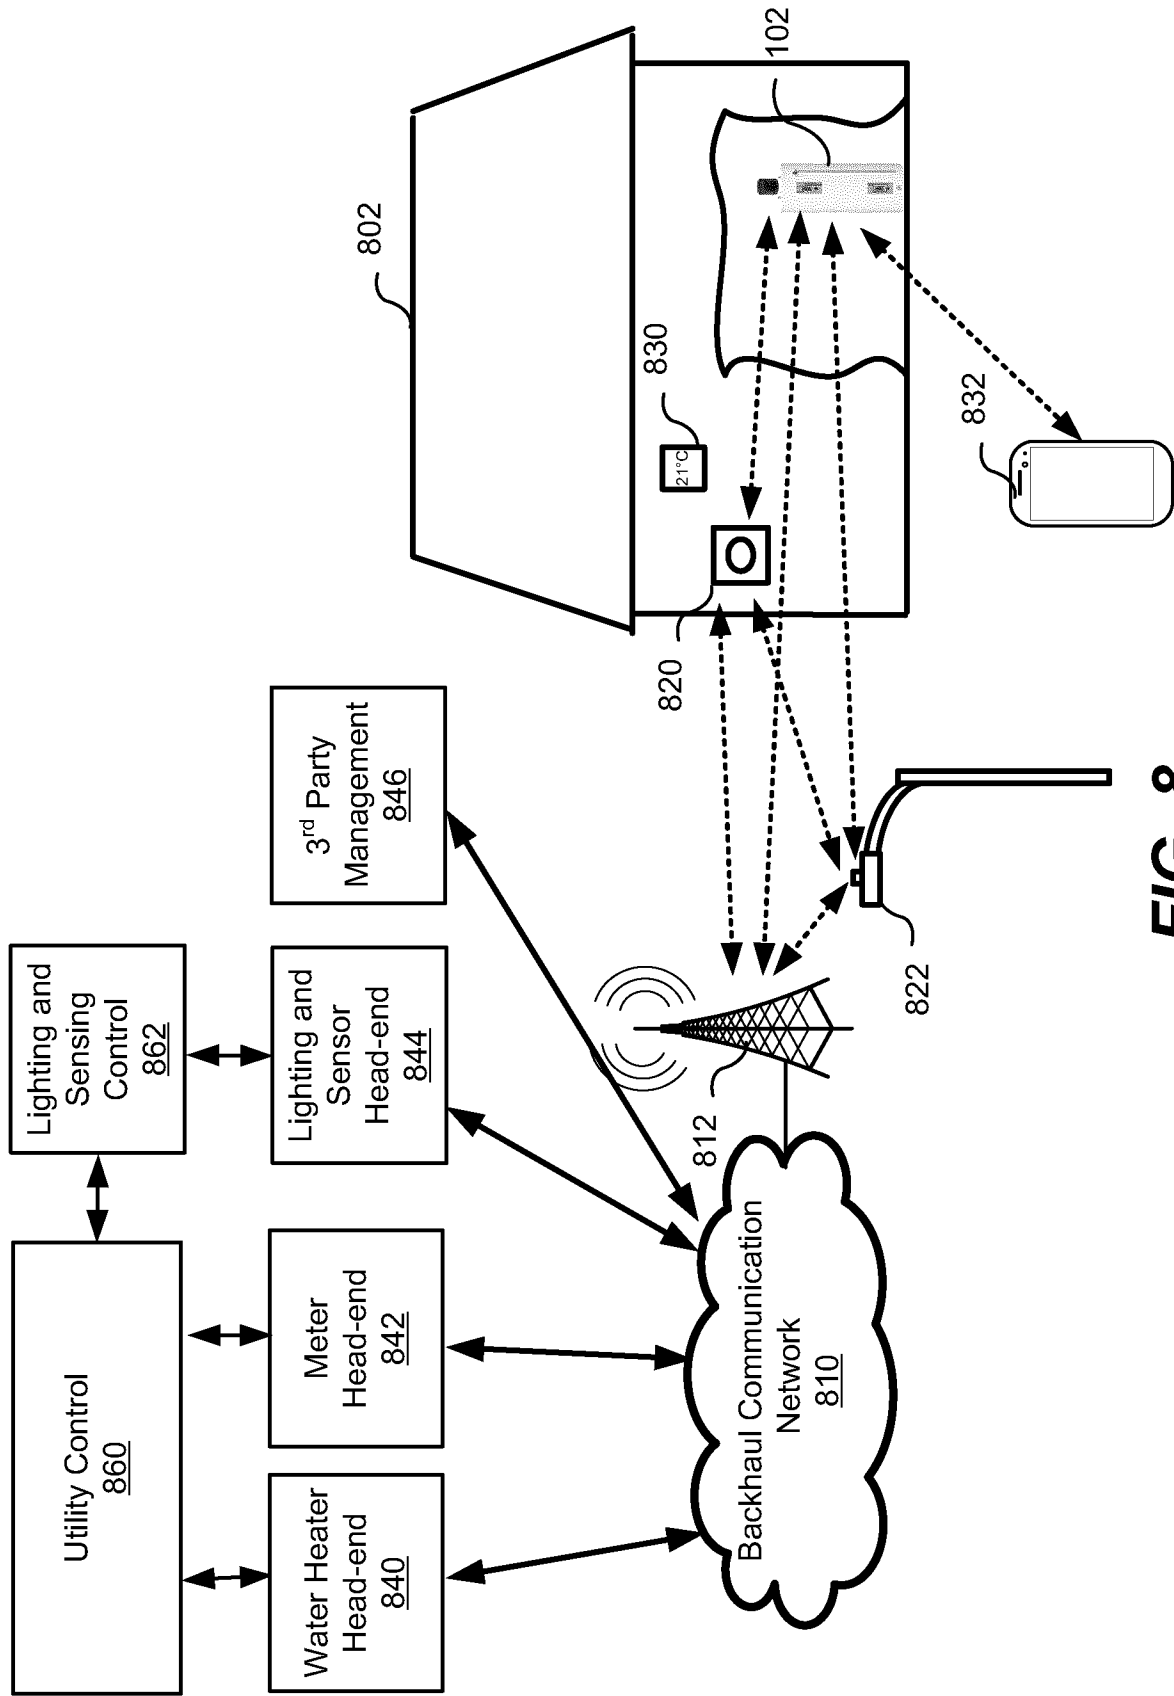 Utility Control
860
Lighting and
Sensing
Control
862
Water Heater
Head-end
840
Meter
Head-end
842
Lighting and
Sensor
Head-end
844
3rd Party
Management
846
802
Backhaul Communication
Network
810
812
822
820
21°C
830
832
102
FIG. 8